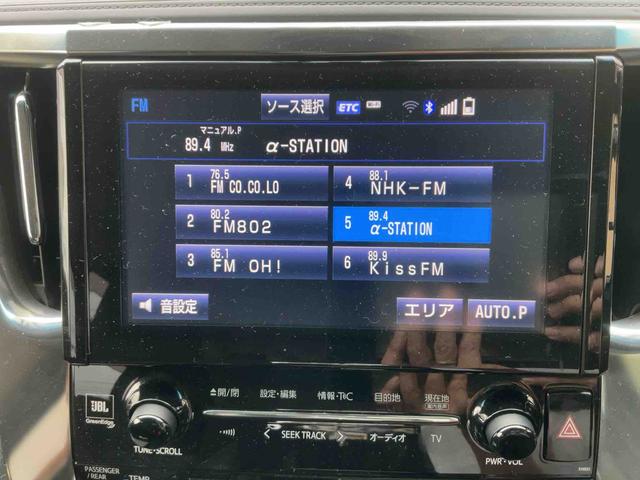 FM ソース選択 ETC Wi-Fi
マニュアル.P
89.4 MHz α-STATION
1 76.5 FM CO.CO.LO
4 88.1 NHK-FM
2 80.2 FM802
5 89.4 α-STATION
3 85.1 FM OH!
6 89.9 KissFM
音設定 エリア AUTO.P
JBL
GreenEdge
開/閉 設定・編集 情報・TC 目的地 現在地
TUNE・SCROLL
SEEK TRACK オーディオ TV
PWR・VOL
PASSENGER
/REAR
TEMP